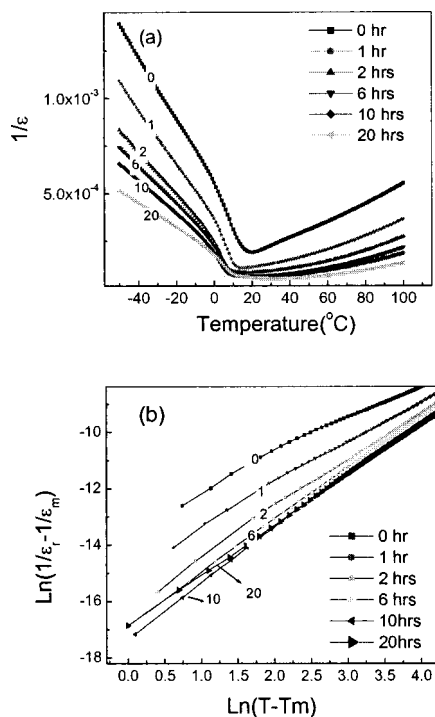 (a)
0 hr
1 hr
2 hrs
6 hrs
10 hrs
20 hrs
0
1
2
6
10
20
1.0x10⁻³
5.0x10⁻⁴
1/ε
-40 -20 0 20 40 60 80 100
Temperature(°C)
(b)
0
1
2
6
20
10
0 hr
1 hr
2 hrs
6 hrs
10hrs
20hrs
-10
-12
-14
-16
-18
Ln(1/εᵣ-1/εₘ)
0.0 0.5 1.0 1.5 2.0 2.5 3.0 3.5 4.0
Ln(T-Tm)